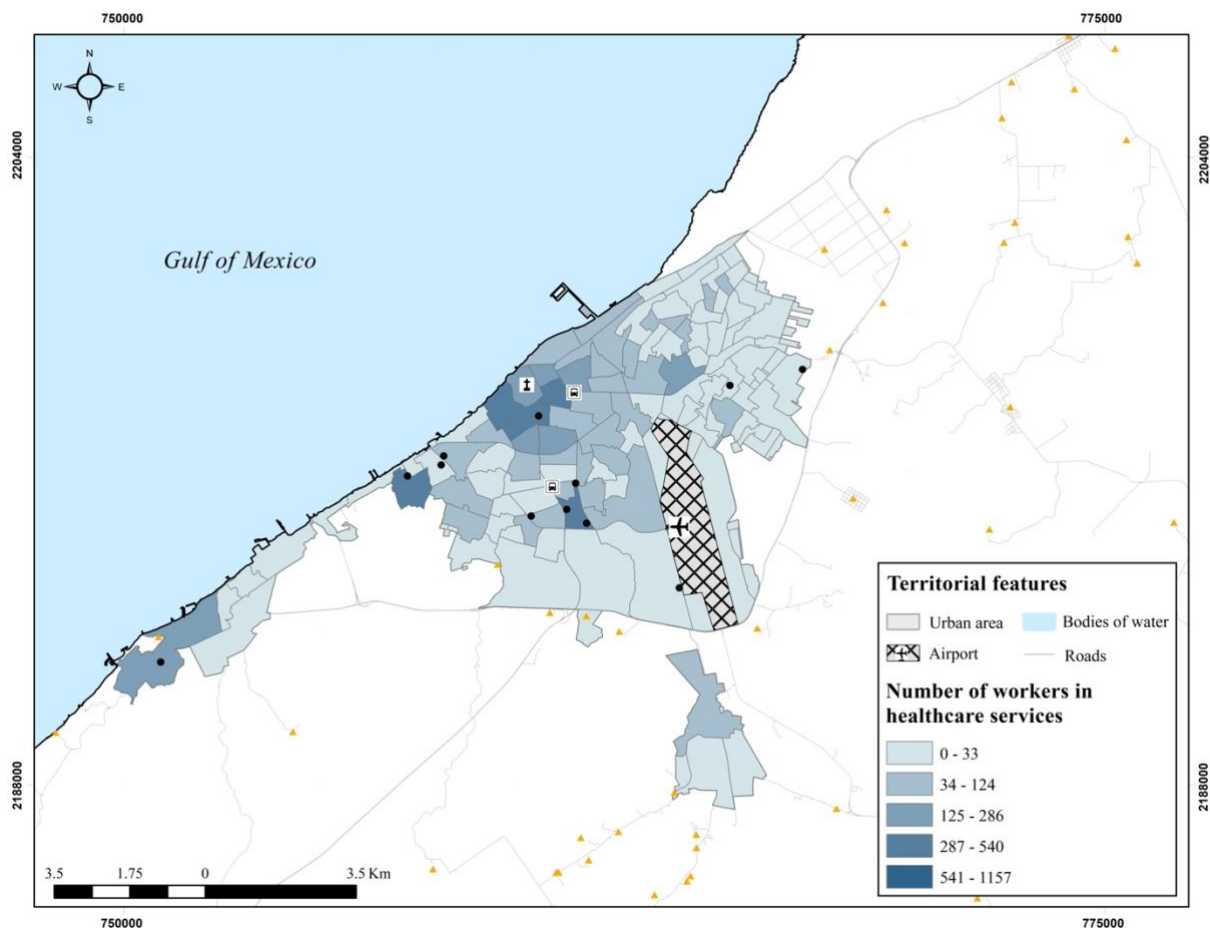 750000
775000
N
W E
S
2204000
2204000
Gulf of Mexico
Territorial features
Urban area
Bodies of water
Airport
Roads
Number of workers in
healthcare services
0 - 33
34 - 124
125 - 286
287 - 540
541 - 1157
2188000
2188000
3.5 1.75 0 3.5 Km
750000
775000